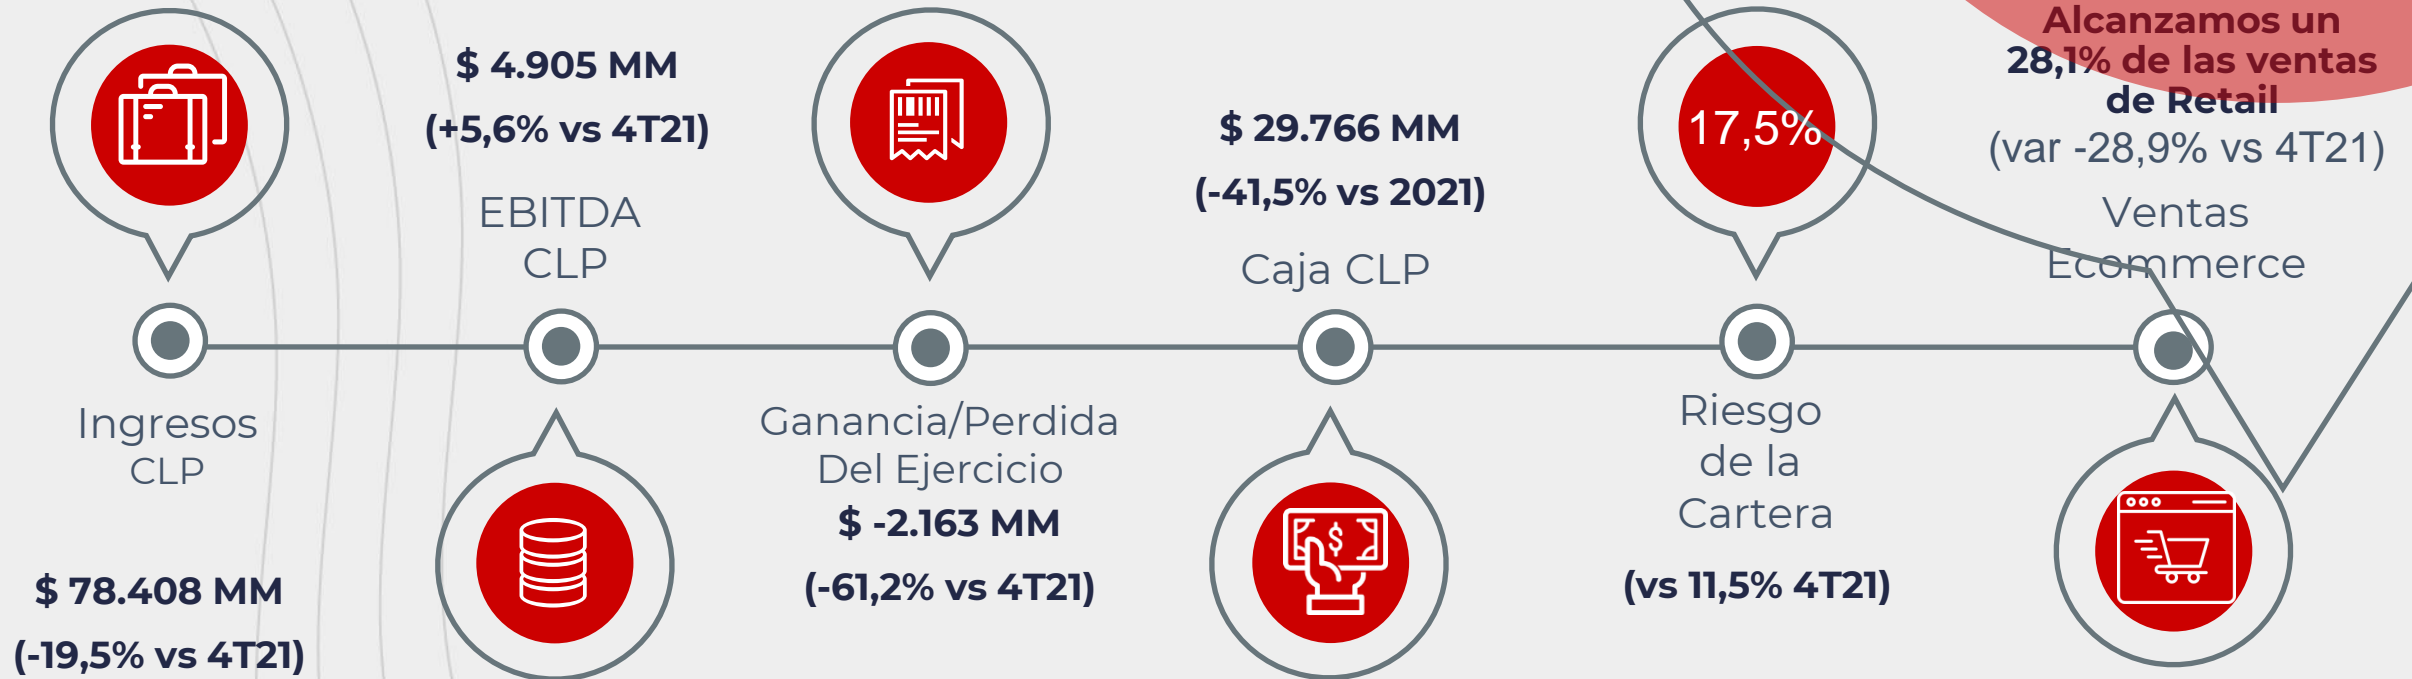 Ingresos
CLP
$ 78.408 MM
(-19,5% vs 4T21)
$ 4.905 MM
(+5,6% vs 4T21)
EBITDA
CLP
Ganancia/Perdida
Del Ejercicio
$ -2.163 MM
(-61,2% vs 4T21)
$ 29.766 MM
(-41,5% vs 2021)
Caja CLP
$
17,5%
Riesgo
de la
Cartera
(vs 11,5% 4T21)
Alcanzamos un
28,1% de las ventas
de Retail
(var -28,9% vs 4T21)
Ventas
Ecommerce